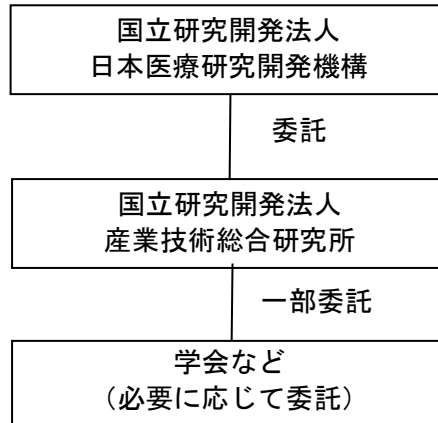 国立研究開発法人
日本医療研究開発機構
委託
国立研究開発法人
産業技術総合研究所
一部委託
学会など
（必要に応じて委託）